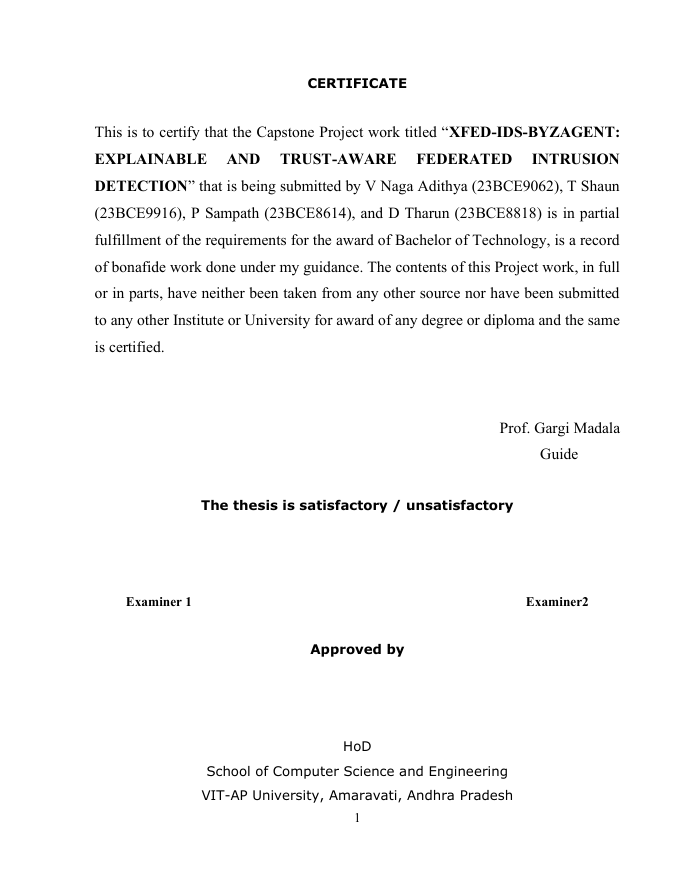 CERTIFICATE
This is to certify that the Capstone Project work titled “XFED-IDS-BYZAGENT:
EXPLAINABLE AND TRUST-AWARE FEDERATED INTRUSION
DETECTION” that is being submitted by V Naga Adithya (23BCE9062), T Shaun
(23BCE9916), P Sampath (23BCE8614), and D Tharun (23BCE8818) is in partial
fulfillment of the requirements for the award of Bachelor of Technology, is a record
of bonafide work done under my guidance. The contents of this Project work, in full
or in parts, have neither been taken from any other source nor have been submitted
to any other Institute or University for award of any degree or diploma and the same
is certified.
Prof. Gargi Madala
Guide
The thesis is satisfactory / unsatisfactory
Examiner 1 Examiner2
Approved by
HoD
School of Computer Science and Engineering
VIT-AP University, Amaravati, Andhra Pradesh
1